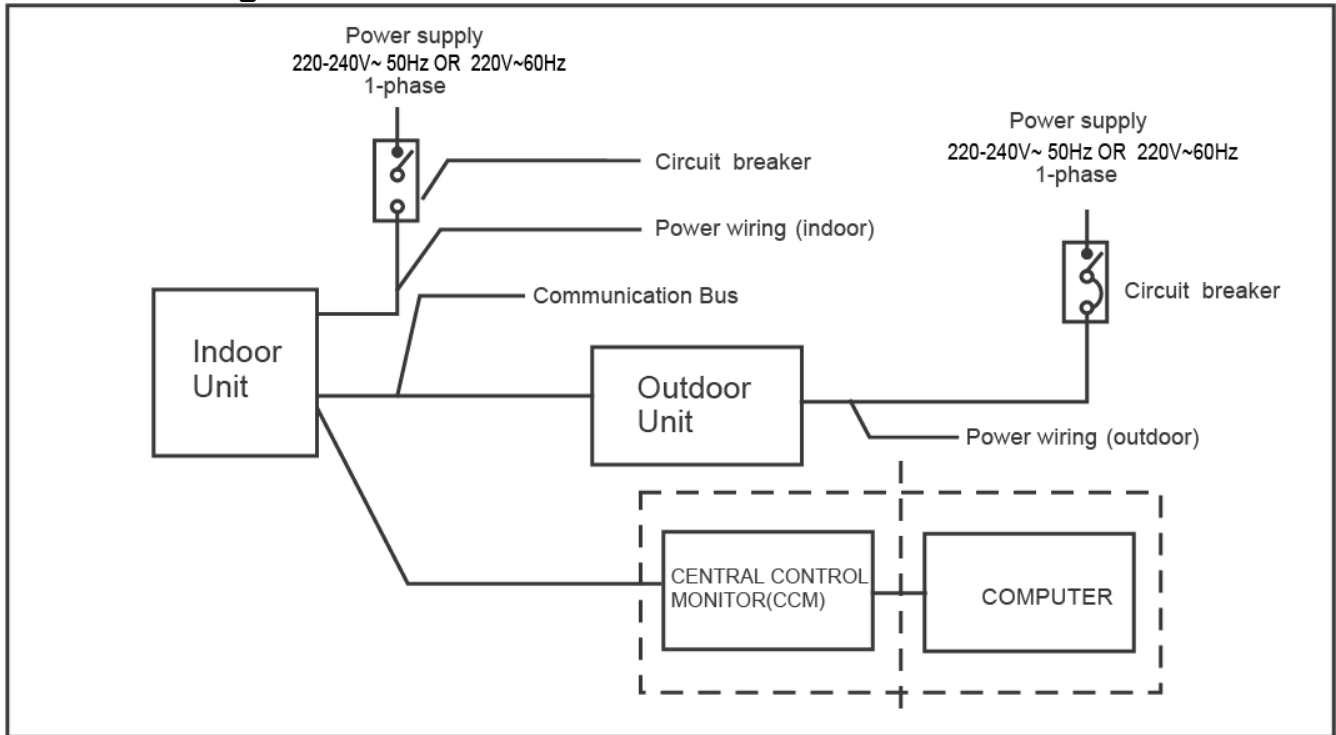 Power supply
220-240V~ 50Hz OR 220V~60Hz
1-phase
Circuit breaker
Power wiring (indoor)
Communication Bus
Power supply
220-240V~ 50Hz OR 220V~60Hz
1-phase
Circuit breaker
Indoor
Unit
Outdoor
Unit
Power wiring (outdoor)
CENTRAL CONTROL
MONITOR(CCM)
COMPUTER